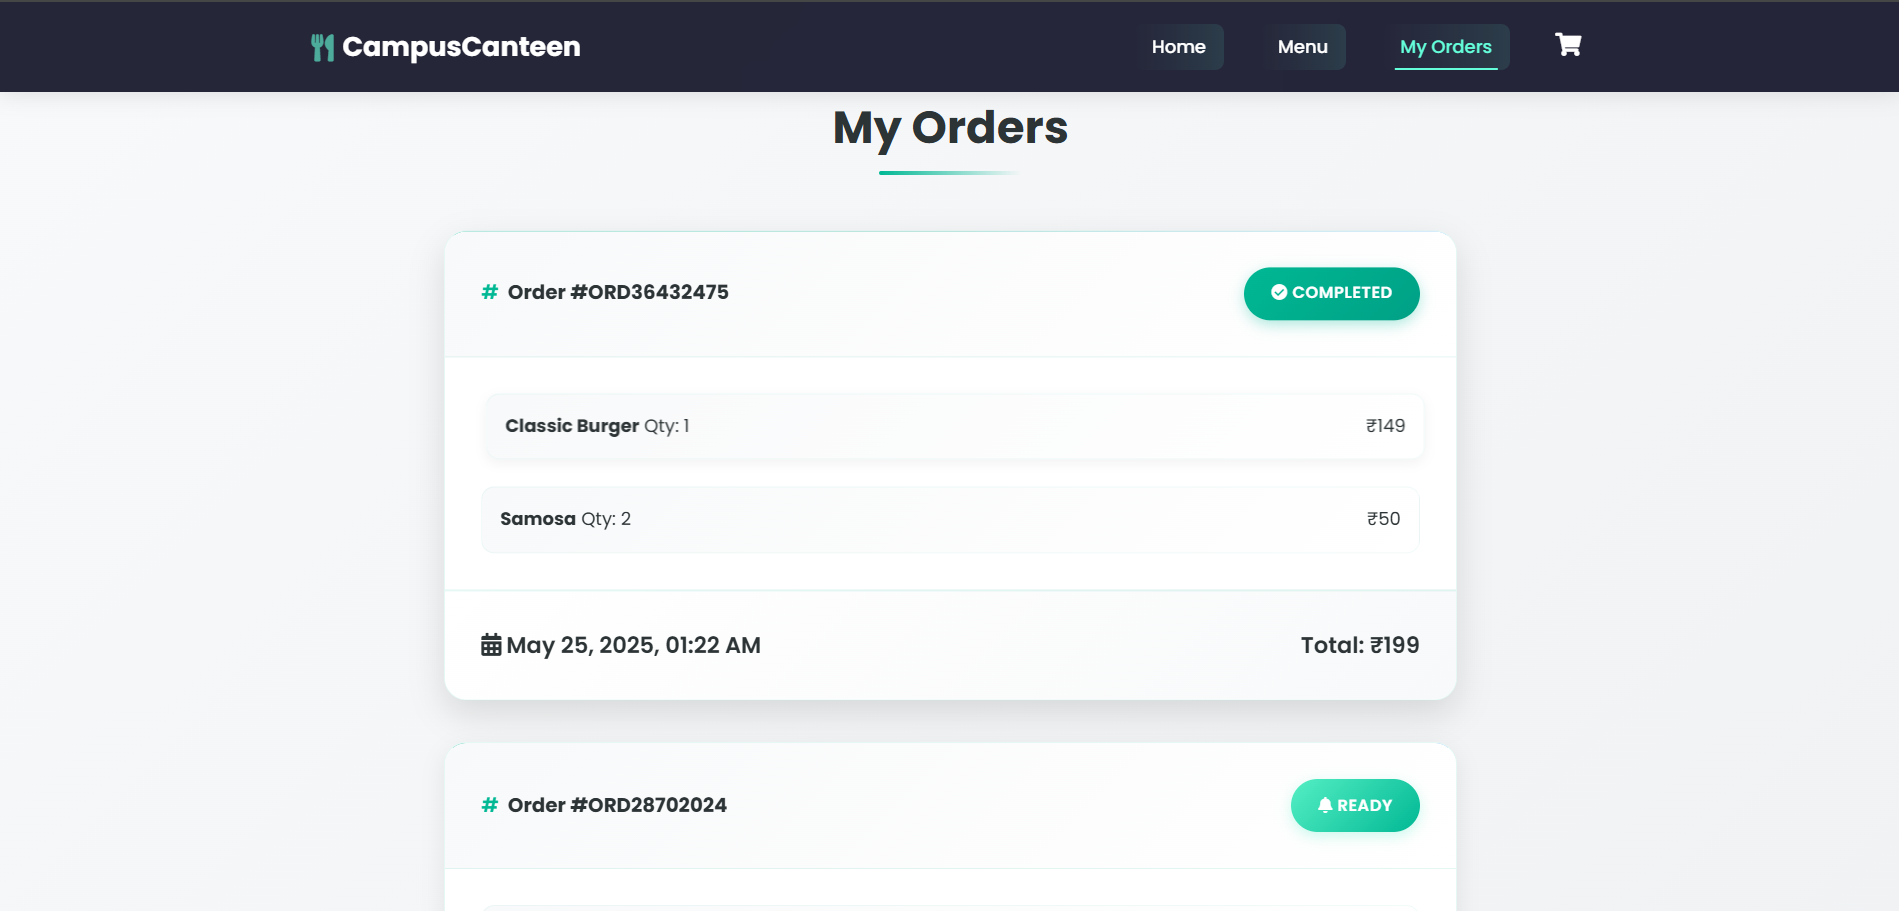 CampusCanteen
Home Menu My Orders
My Orders
# Order #ORD36432475
COMPLETED
Classic Burger Qty: 1 ₹149
Samosa Qty: 2 ₹50
May 25, 2025, 01:22 AM Total: ₹199
# Order #ORD28702024
READY